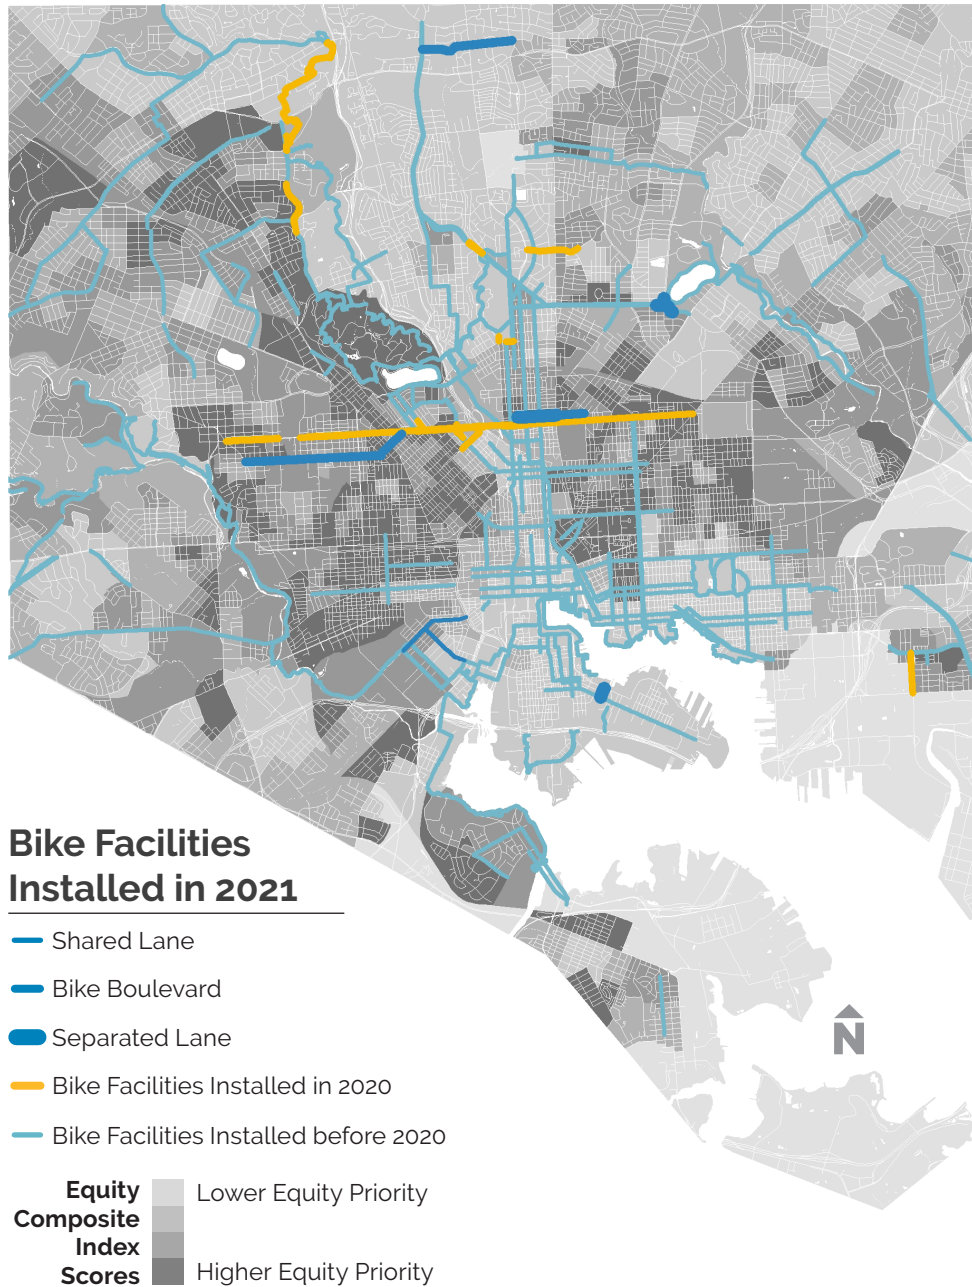 Bike Facilities
Installed in 2021
Shared Lane
Bike Boulevard
Separated Lane
Bike Facilities Installed in 2020
Bike Facilities Installed before 2020
Equity
Composite
Index
Scores
Lower Equity Priority
Higher Equity Priority
N